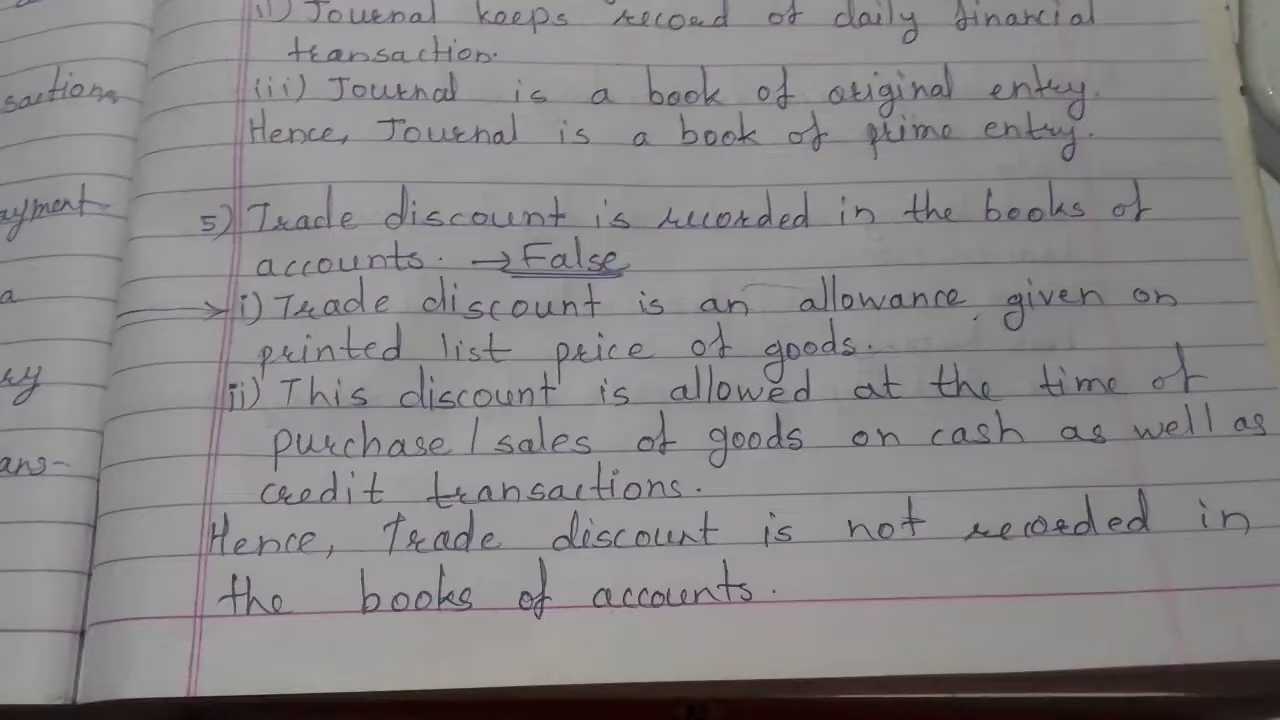 ii) Journal keeps record of daily financial
transaction.
(iii) Journal is a book of original entry.
Hence, Journal is a book of prime entry.
sactions
yment
5) Trade discount is recorded in the books of
accounts. → False
a
i) Trade discount is an allowance given on
printed list price of goods.
ry
ii) This discount is allowed at the time of
purchase/sales of goods on cash as well as
ans-
credit transactions.
Hence, Trade discount is not recorded in
the books of accounts.